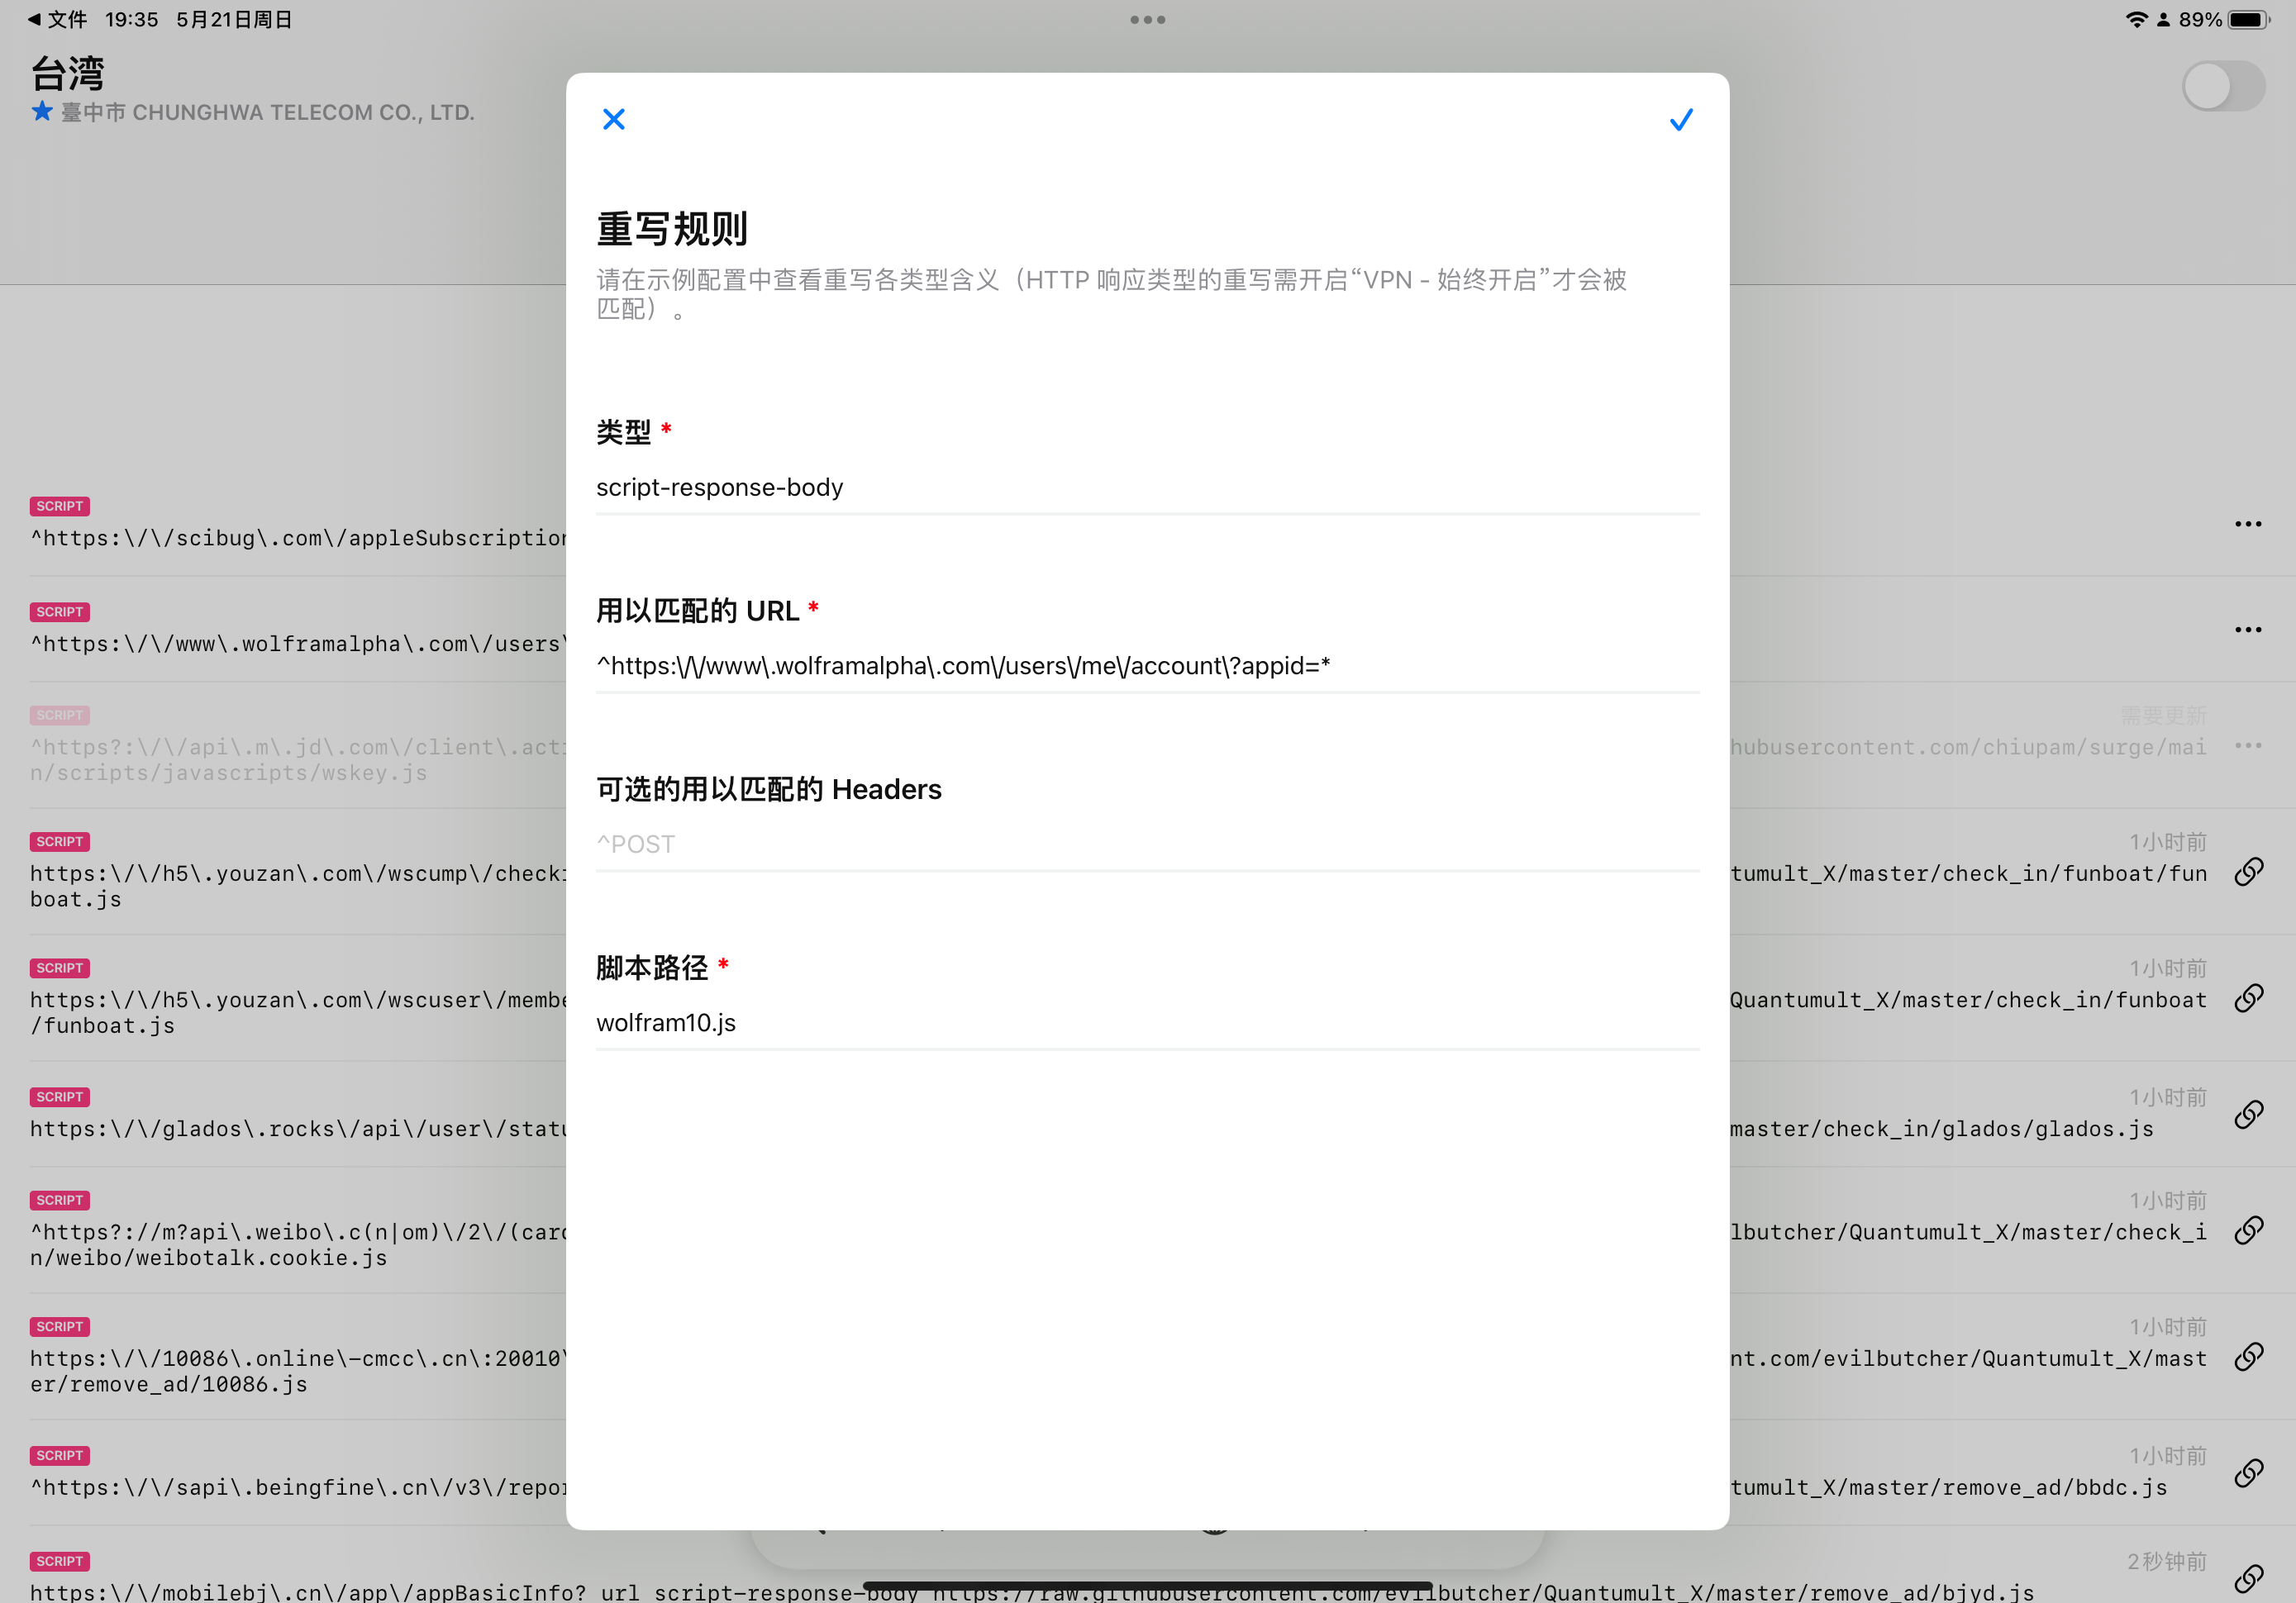 文件 19:35 5月21日周日
89%
台湾
臺中市 CHUNGHWA TELECOM CO., LTD.
重写规则
请在示例配置中查看重写各类型含义（HTTP 响应类型的重写需开启“VPN - 始终开启”才会被
匹配）。
类型 *
script-response-body
用以匹配的 URL *
^https:\/\/www\.wolframalpha\.com\/users\/me\/account\?appid=*
可选的用以匹配的 Headers
^POST
脚本路径 *
wolfram10.js
SCRIPT
^https:\/\/scibug\.com\/appleSubscription
SCRIPT
^https:\/\/www\.wolframalpha\.com\/users\
SCRIPT 需要更新
^https?:\/\/api\.m\.jd\.com\/client\.acti hubusercontent.com/chiupam/surge/mai
n/scripts/javascripts/wskey.js
SCRIPT 1小时前
https:\/\/h5\.youzan\.com\/wscump\/checki tumult_X/master/check_in/funboat/fun
boat.js
SCRIPT 1小时前
https:\/\/h5\.youzan\.com\/wscuser\/membe Quantumult_X/master/check_in/funboat
/funboat.js
SCRIPT 1小时前
https:\/\/glados\.rocks\/api\/user\/statu master/check_in/glados/glados.js
SCRIPT 1小时前
^https?://m?api\.weibo\.c(n|om)\/2\/(card lbutcher/Quantumult_X/master/check_i
n/weibo/weibotalk.cookie.js
SCRIPT 1小时前
https:\/\/10086\.online\-cmcc\.cn\:20010\ nt.com/evilbutcher/Quantumult_X/mast
er/remove_ad/10086.js
SCRIPT 1小时前
^https:\/\/sapi\.beingfine\.cn\/v3\/repor tumult_X/master/remove_ad/bbdc.js
SCRIPT 2秒钟前
https:\/\/mobilebj\.cn\/app\/appBasicInfo? url script-response-body https://raw.githubusercontent.com/evilbutcher/Quantumult_X/master/remove_ad/bjyd.js